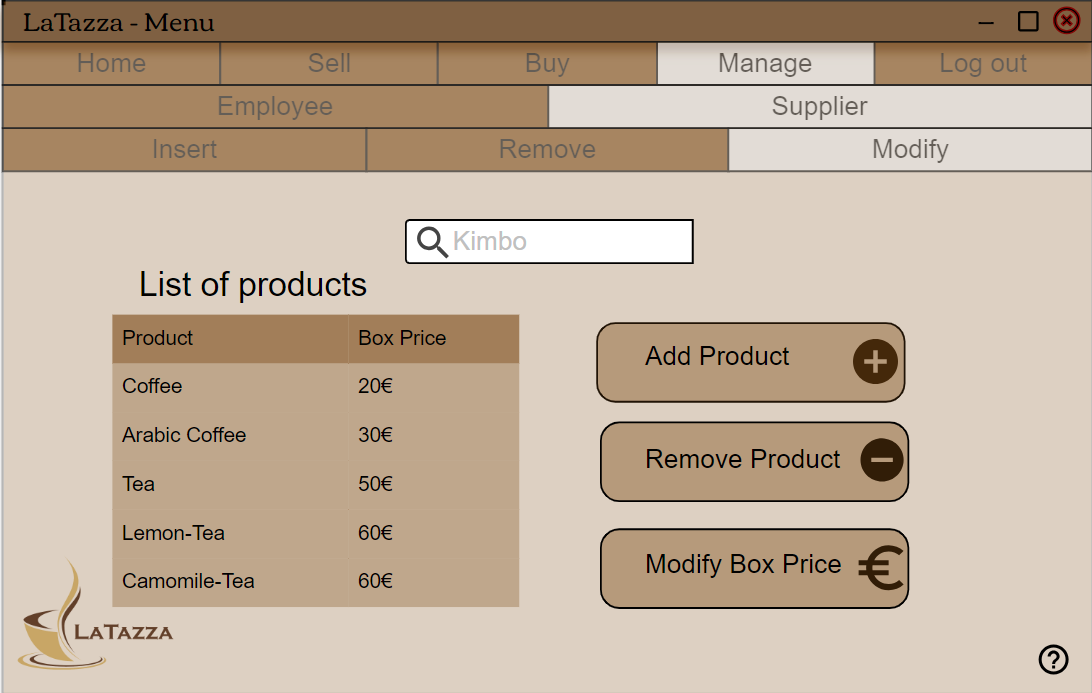 LaTazza - Menu
Home Sell Buy Manage Log out
Employee Supplier
Insert Remove Modify
Kimbo
List of products
Product Box Price
Coffee 20€
Arabic Coffee 30€
Tea 50€
Lemon-Tea 60€
Camomile-Tea 60€
Add Product
Remove Product
Modify Box Price €
LATAZZA
?